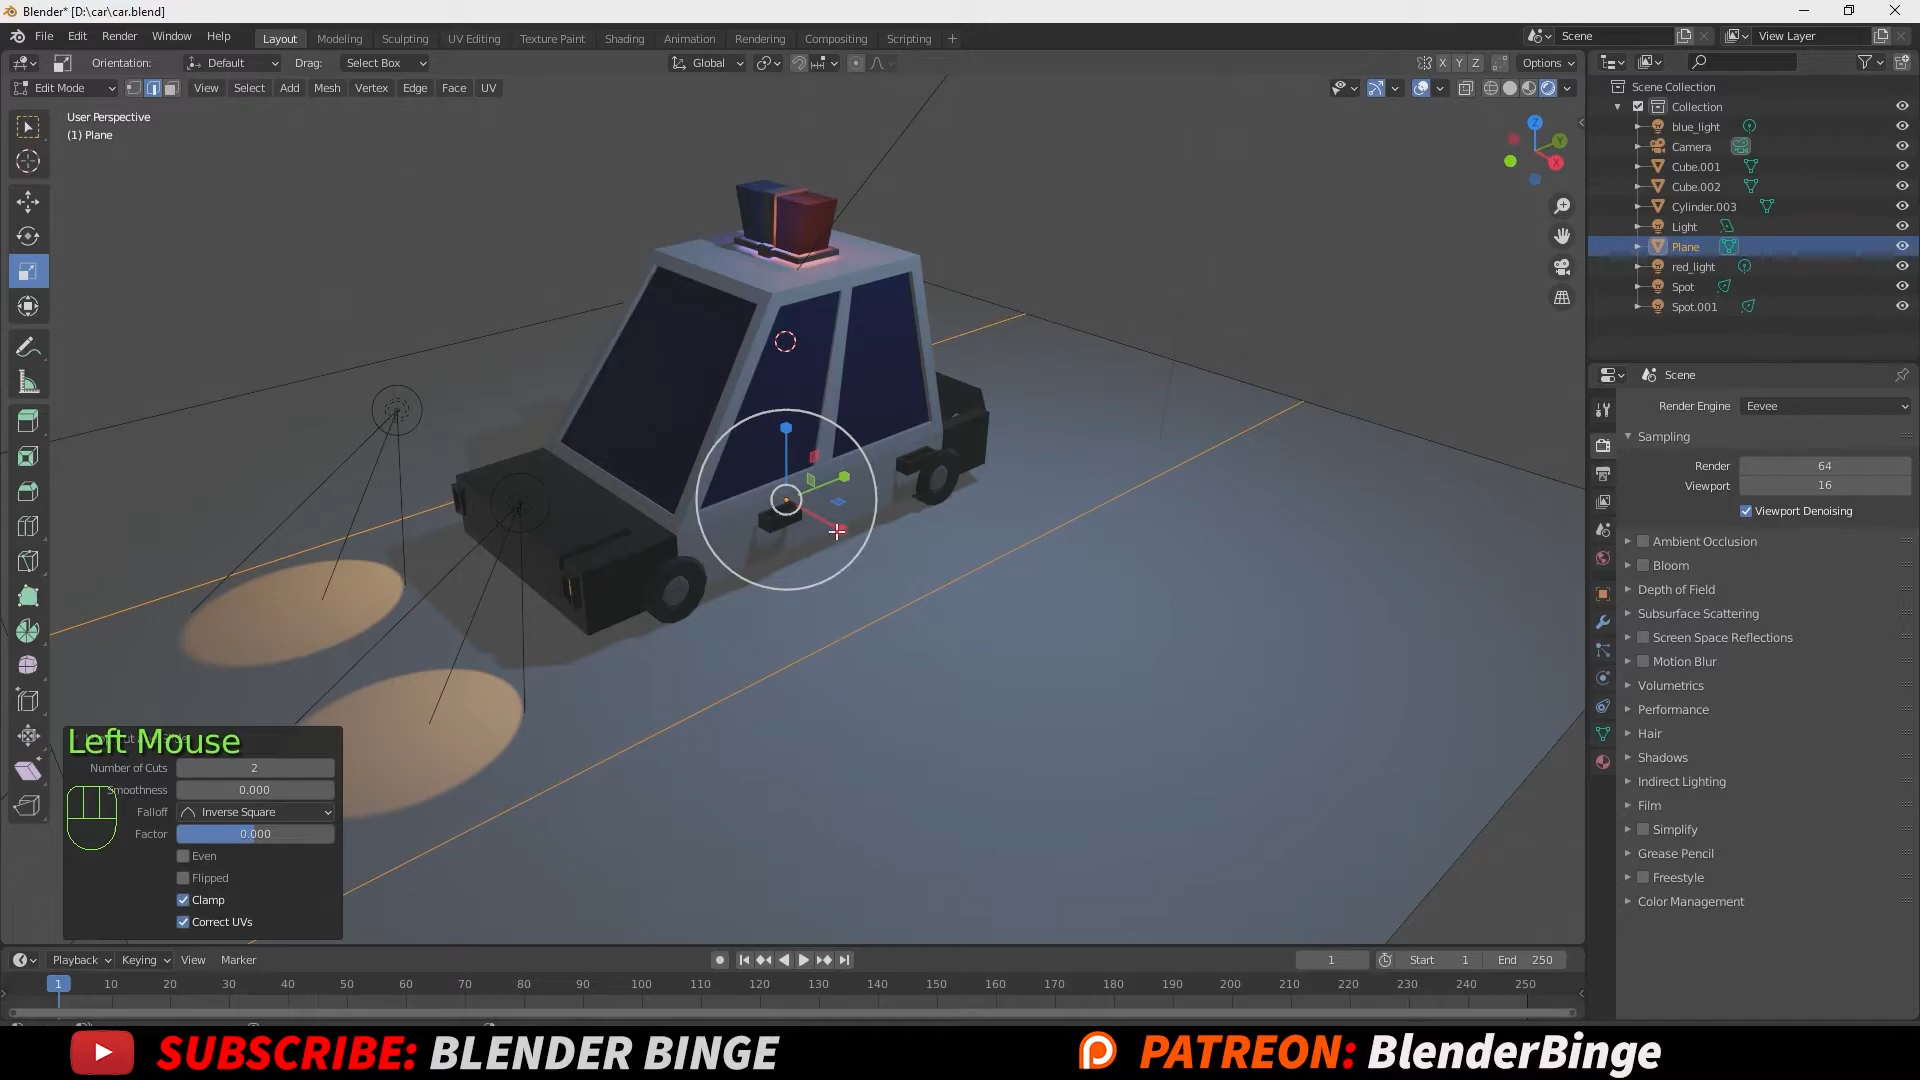 Blender* [D:\car\car.blend]
File Edit Render Window Help Layout Modeling Sculpting UV Editing Texture Paint Shading Animation Rendering Compositing Scripting + Scene View Layer
Orientation: Default Drag: Select Box Global X Y Z Options
Edit Mode View Select Add Mesh Vertex Edge Face UV
User Perspective
(1) Plane
Z
Y
X
Scene Collection
Collection
blue_light
Camera
Cube.001
Cube.002
Cylinder.003
Light
Plane
red_light
Spot
Spot.001
Scene
Render Engine Eevee
Sampling
Render 64
Viewport 16
Viewport Denoising
Ambient Occlusion
Bloom
Depth of Field
Subsurface Scattering
Screen Space Reflections
Motion Blur
Volumetrics
Performance
Hair
Shadows
Indirect Lighting
Film
Simplify
Grease Pencil
Freestyle
Color Management
Left Mouse
Number of Cuts 2
Smoothness 0.000
Falloff Inverse Square
Factor 0.000
Even
Flipped
Clamp
Correct UVs
Playback Keying View Marker 1 Start 1 End 250
1 10 20 30 40 50 60 70 80 90 100 110 120 130 140 150 160 170 180 190 200 210 220 230 240 250
SUBSCRIBE: BLENDER BINGE PATREON: BlenderBinge